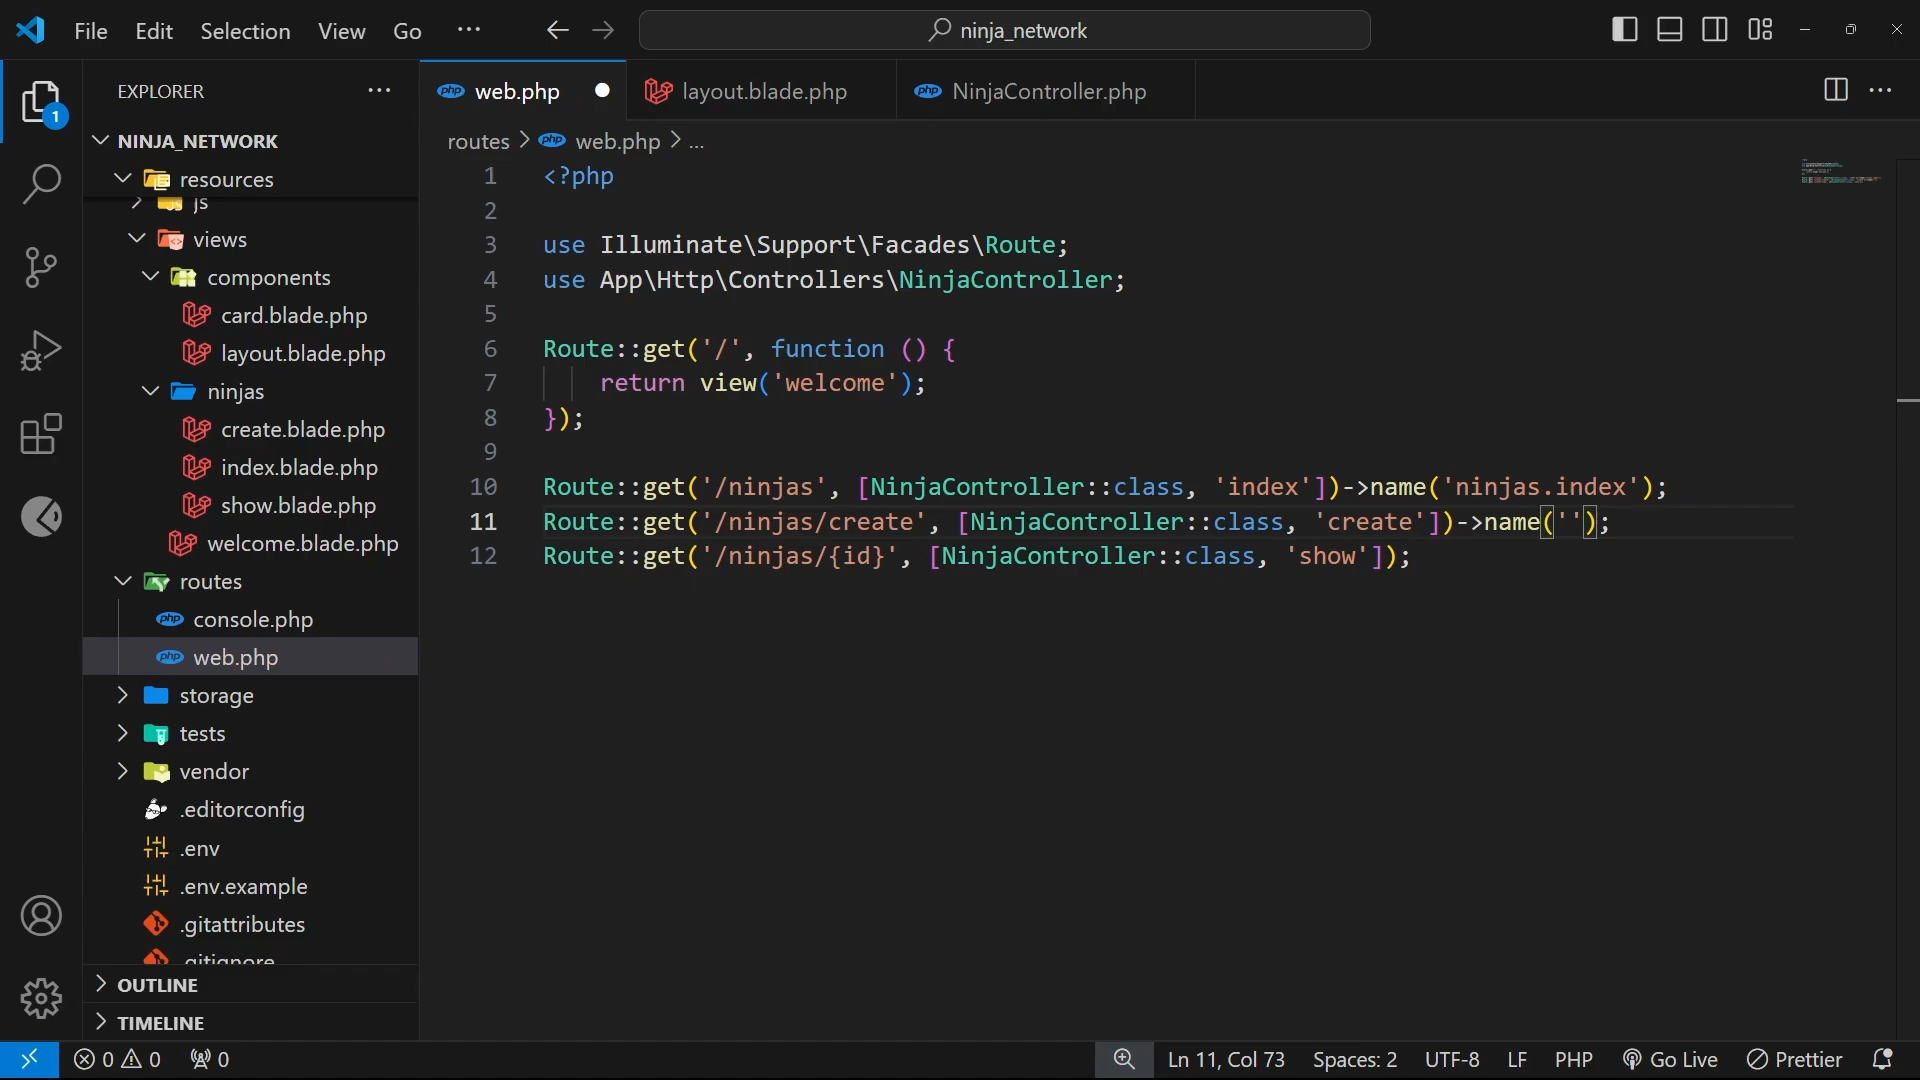 File Edit Selection View Go ···
ninja_network
EXPLORER
1
NINJA_NETWORK
resources
js
views
components
card.blade.php
layout.blade.php
ninjas
create.blade.php
index.blade.php
show.blade.php
welcome.blade.php
routes
console.php
web.php
storage
tests
vendor
.editorconfig
.env
.env.example
.gitattributes
.gitignore
OUTLINE
TIMELINE
php web.php layout.blade.php php NinjaController.php
routes > php web.php > ...
1 <?php
2
3 use Illuminate\Support\Facades\Route;
4 use App\Http\Controllers\NinjaController;
5
6 Route::get('/', function () {
7 return view('welcome');
8 });
9
10 Route::get('/ninjas', [NinjaController::class, 'index'])->name('ninjas.index');
11 Route::get('/ninjas/create', [NinjaController::class, 'create'])->name('');
12 Route::get('/ninjas/{id}', [NinjaController::class, 'show']);
0 0 0 Ln 11, Col 73 Spaces: 2 UTF-8 LF PHP Go Live Prettier